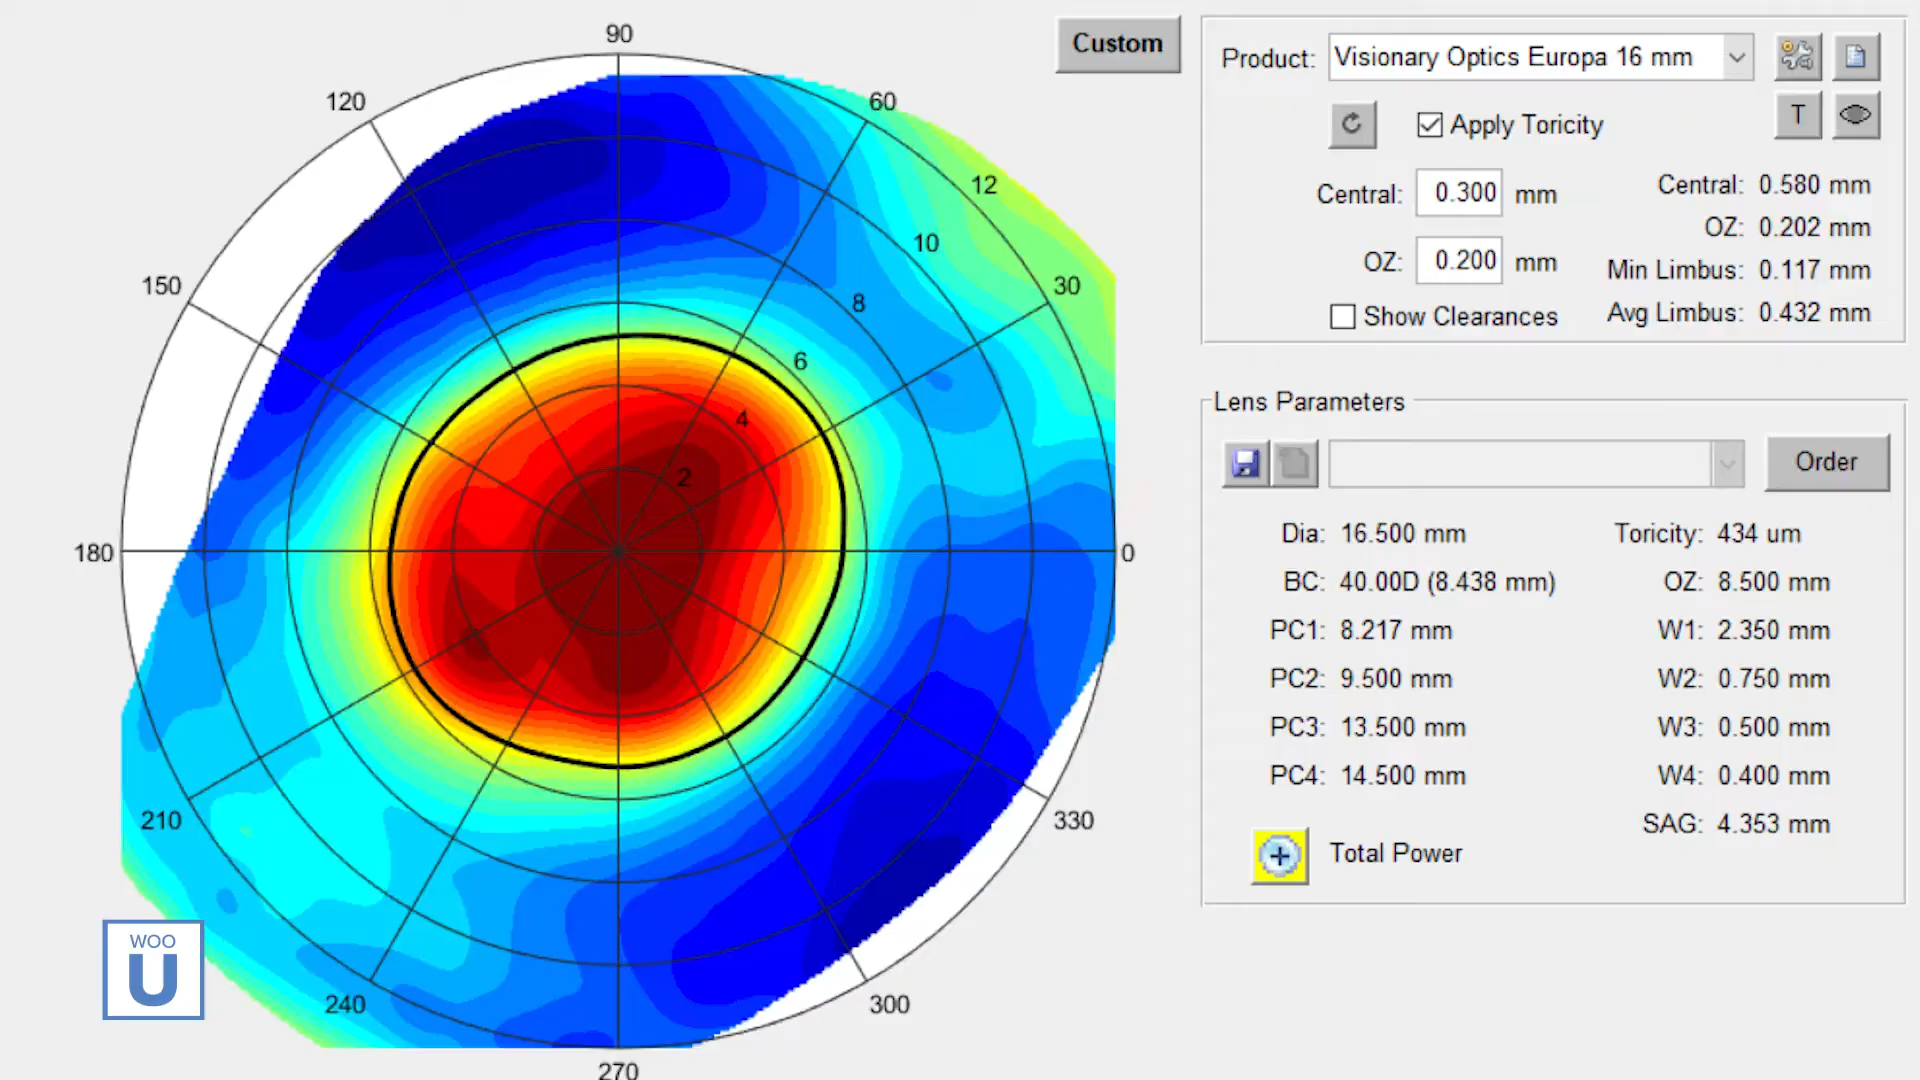 90
120
60
12
10
150
30
8
6
4
2
180
0
210
330
240
300
270
WOO
U
Custom
Product: Visionary Optics Europa 16 mm
T
Apply Toricity
Central: 0.300 mm
Central: 0.580 mm
OZ: 0.202 mm
OZ: 0.200 mm
Min Limbus: 0.117 mm
Show Clearances
Avg Limbus: 0.432 mm
Lens Parameters
Order
Dia: 16.500 mm
Toricity: 434 um
BC: 40.00D (8.438 mm)
OZ: 8.500 mm
PC1: 8.217 mm
W1: 2.350 mm
PC2: 9.500 mm
W2: 0.750 mm
PC3: 13.500 mm
W3: 0.500 mm
PC4: 14.500 mm
W4: 0.400 mm
SAG: 4.353 mm
Total Power